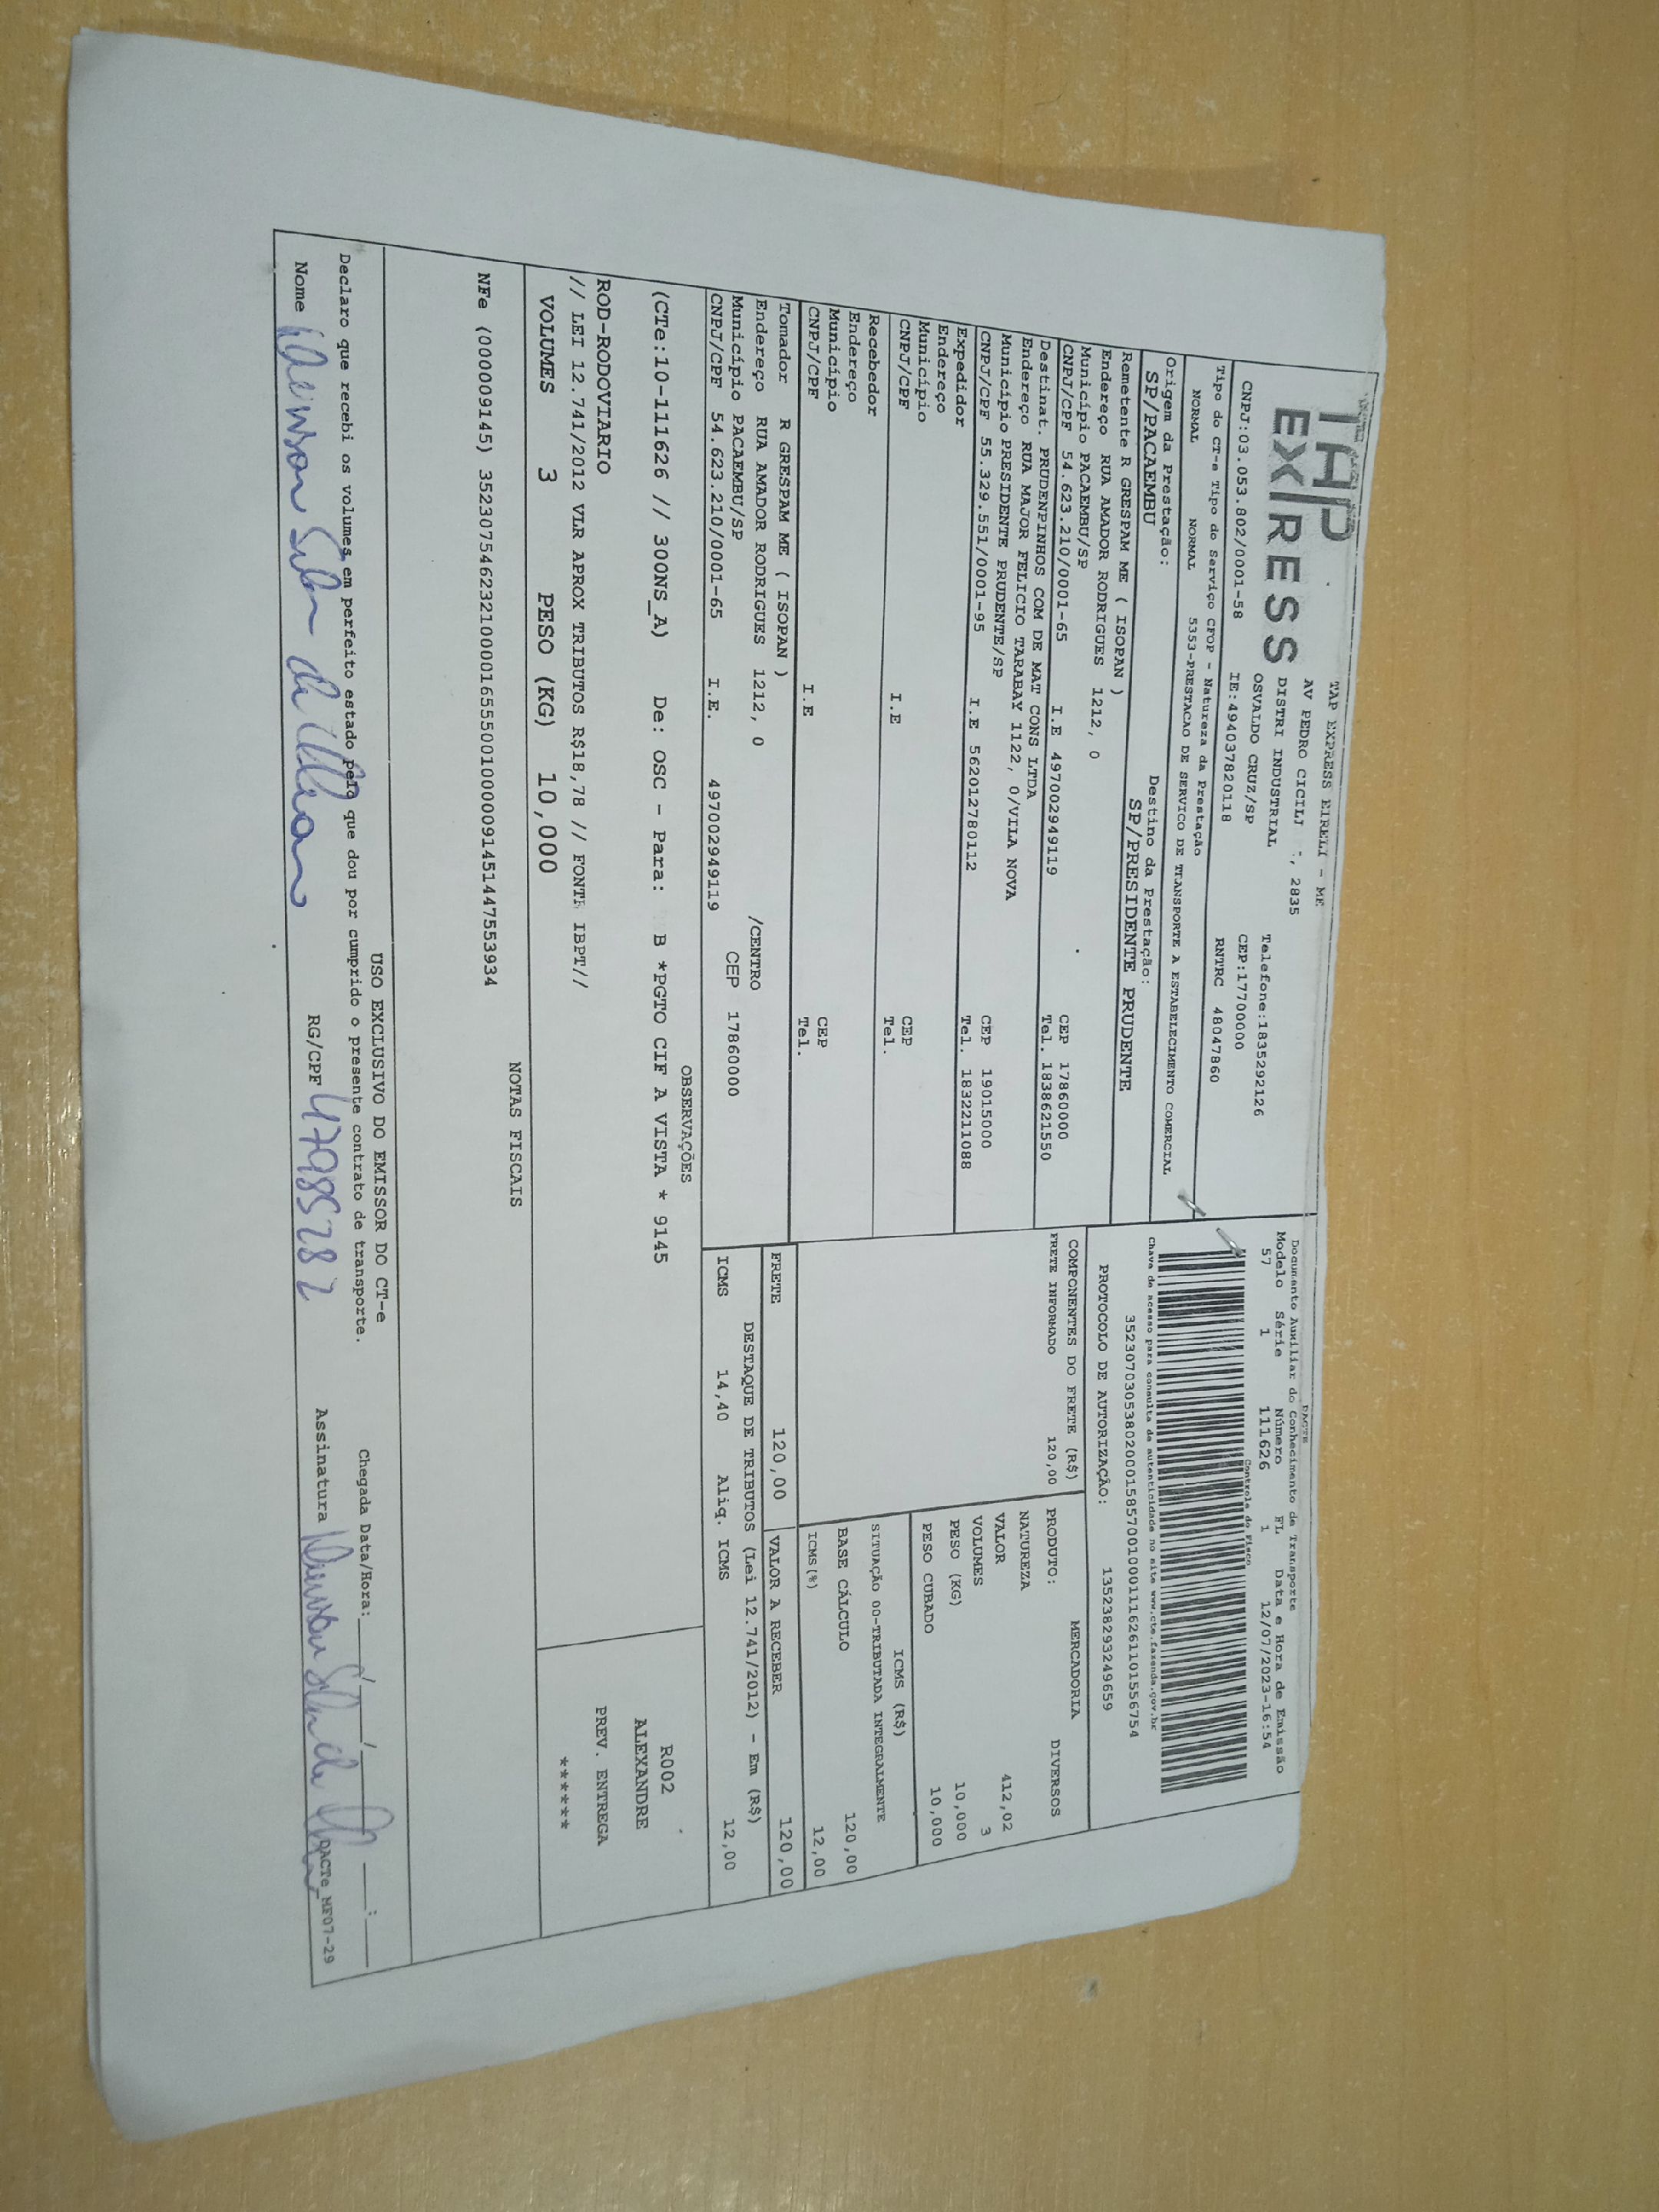 TAP EXPRESS
TAP EXPRESS EIRELI - ME
AV PEDRO CICILI , 2835
DISTRI INDUSTRIAL
Telefone:1835292126
OSVALDO CRUZ/SP CEP:17700000
CNPJ:03.053.802/0001-58 IE:494037820118 RNTRC 48047860
Tipo do CT-e Tipo do Serviço CFOP - Natureza da Prestação
NORMAL NORMAL 5353-PRESTACAO DE SERVICO DE TRANSPORTE A ESTABELECIMENTO COMERCIAL
Origem da Prestação: Destino da Prestação:
SP/PACAEMBU SP/PRESIDENTE PRUDENTE
DACTE
Documento Auxiliar do Conhecimento de Transporte
Modelo Série Número FL Data e Hora de Emissão
57 1 111626 1 12/07/2023-16:54
Controle do Fisco
Chave de acesso para consulta de autenticidade no site www.cte.fazenda.gov.br
35230703053802000158570010001116261101556754
PROTOCOLO DE AUTORIZAÇÃO: 135238293249659
Remetente R GRESPAM ME ( ISOPAN )
Endereço RUA AMADOR RODRIGUES 1212, 0
Município PACAEMBU/SP CEP 17860000
CNPJ/CPF 54.623.210/0001-65 I.E 497002949119 Tel. 1838621550
Destinat. PRUDENPINHOS COM DE MAT CONS LTDA
Endereço RUA MAJOR FELICIO TARABAY 1122, 0/VILA NOVA
Município PRESIDENTE PRUDENTE/SP CEP 19015000
CNPJ/CPF 55.329.551/0001-95 I.E 562012780112 Tel. 1832211088
Expedidor
Endereço
Município CEP
CNPJ/CPF I.E Tel.
Recebedor
Endereço
Município CEP
CNPJ/CPF I.E Tel.
Tomador R GRESPAM ME ( ISOPAN )
Endereço RUA AMADOR RODRIGUES 1212, 0 /CENTRO
Município PACAEMBU/SP CEP 17860000
CNPJ/CPF 54.623.210/0001-65 I.E. 497002949119
COMPONENTES DO FRETE (R$)
FRETE INFORMADO 120,00
MERCADORIA
PRODUTO: DIVERSOS
NATUREZA
VALOR 412,02
VOLUMES 3
PESO (KG) 10,000
PESO CUBADO 10,000
ICMS (R$)
SITUAÇÃO 00-TRIBUTADA INTEGRALMENTE
BASE CÁLCULO 120,00
ICMS(%) 12,00
FRETE 120,00 VALOR A RECEBER 120,00
DESTAQUE DE TRIBUTOS (Lei 12.741/2012) - Em (R$)
ICMS 14,40 Aliq. ICMS 12,00
OBSERVAÇÕES
(CTe:10-111626 // 300NS_A) De: OSC - Para: B *PGTO CIF A VISTA * 9145
ROD-RODOVIARIO
// LEI 12.741/2012 VLR APROX TRIBUTOS R$18,78 // FONTE IBPT//
R002
ALEXANDRE
PREV. ENTREGA
******
VOLUMES 3 PESO (KG) 10,000
NOTAS FISCAIS
NFe (000009145) 35230754623210000165550010000091451447553934
USO EXCLUSIVO DO EMISSOR DO CT-e
Declaro que recebi os volumes em perfeito estado pelo que dou por cumprido o presente contrato de transporte. Chegada Data/Hora: ___/___/___ ___:___
Nome RG/CPF 47985282 Assinatura
DACTe_MF07-29